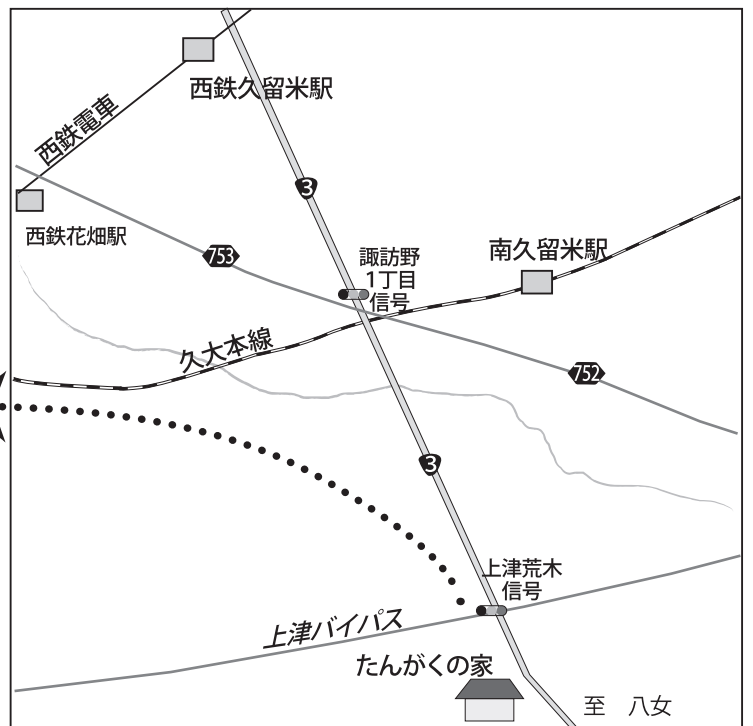 西鉄久留米駅
西鉄電車
3
西鉄花畑駅
753
諏訪野
1丁目
信号
南久留米駅
久大本線
752
3
上津荒木
信号
上津バイパス
たんがくの家
至　八女